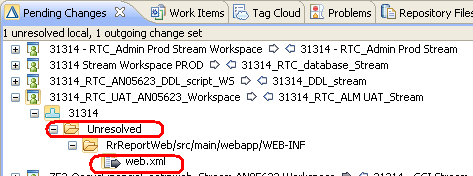 Pending Changes Work Items Tag Cloud Problems Repository Files
1 unresolved local, 1 outgoing change set
31314 - RTC_Admin Prod Stream Workspace 31314 - RTC_Admin Prod Stream
31314 Stream Workspace PROD 31314_RTC_database_Stream
31314_RTC_AN05623_DDL_script_WS 31314_DDL_stream
31314_RTC_UAT_AN05623_Workspace 31314_RTC_ALM UAT_Stream
31314
Unresolved
RrReportWeb/src/main/webapp/WEB-INF
web.xml